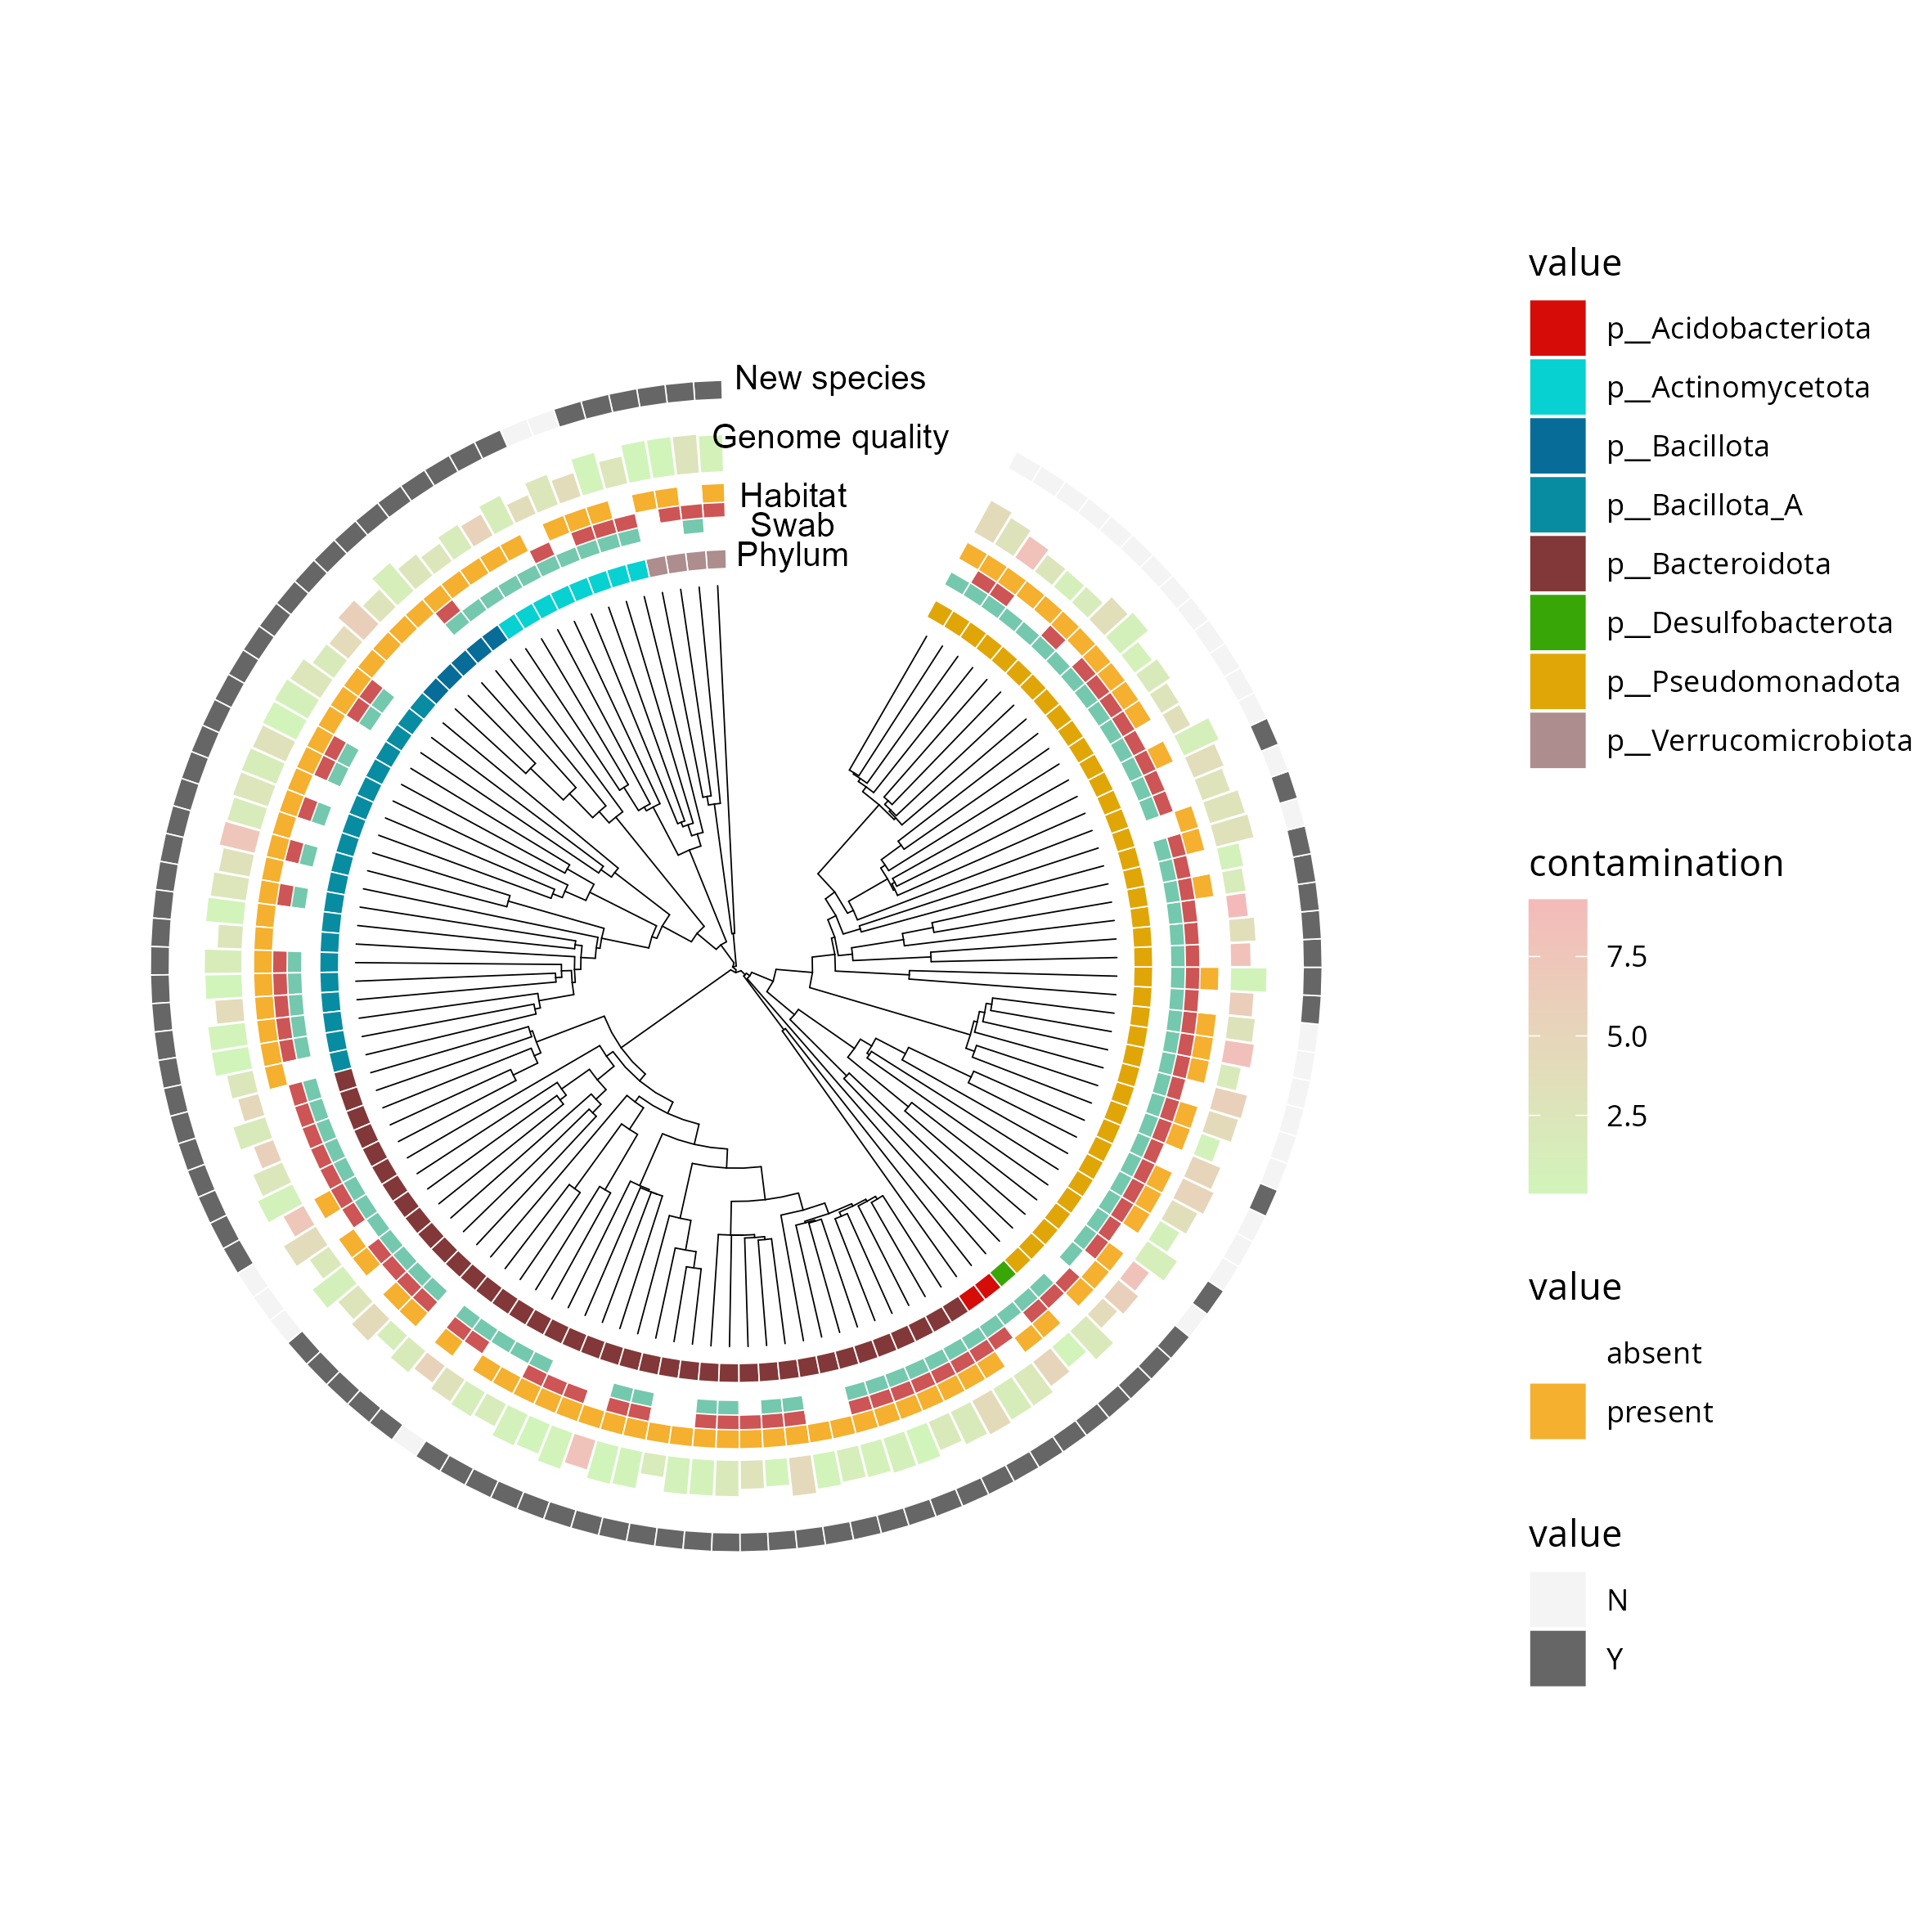 New species
Genome quality
Habitat
Swab
Phylum
value
p__Acidobacteriota
p__Actinomycetota
p__Bacillota
p__Bacillota_A
p__Bacteroidota
p__Desulfobacterota
p__Pseudomonadota
p__Verrucomicrobiota
contamination
7.5
5.0
2.5
value
absent
present
value
N
Y